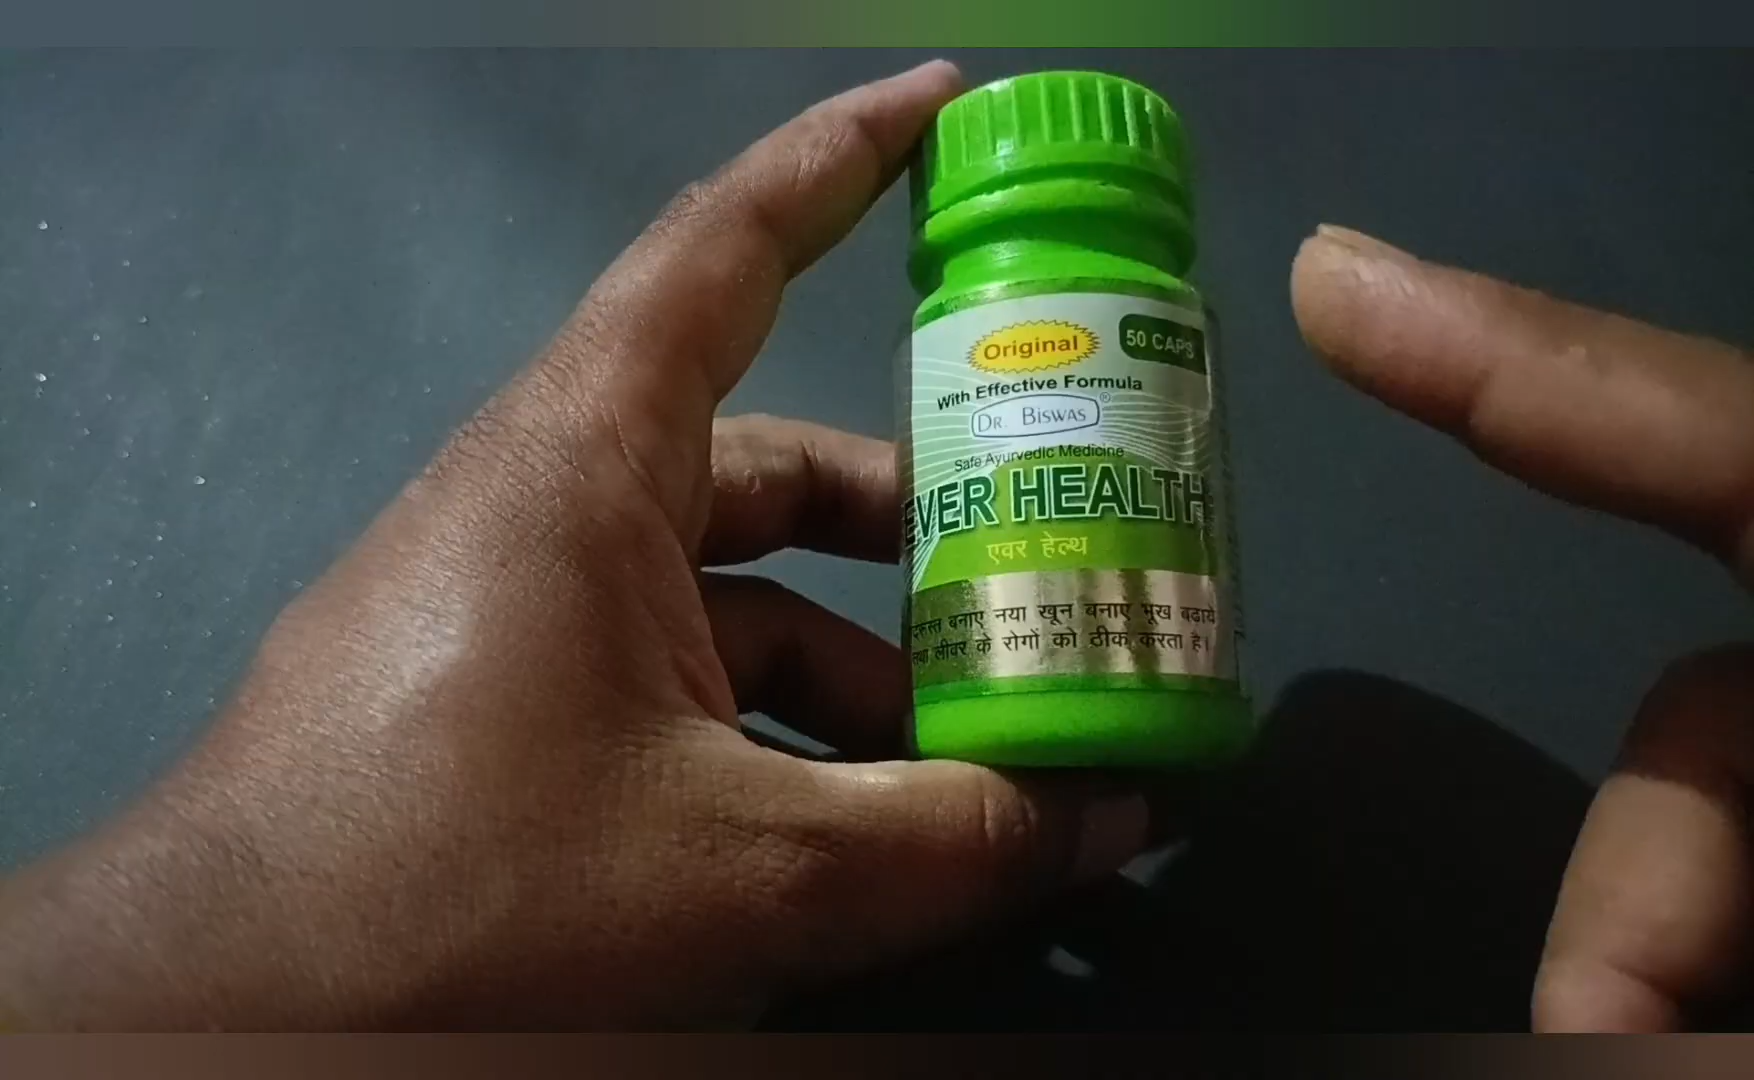 Original
50 CAPS
With Effective Formula
DR. BISWAS ®
Safe Ayurvedic Medicine
EVER HEALTH
एवर हेल्थ
बनाए नया खून बनाए भूख बढाये
लीवर के रोगों को ठीक करता है।